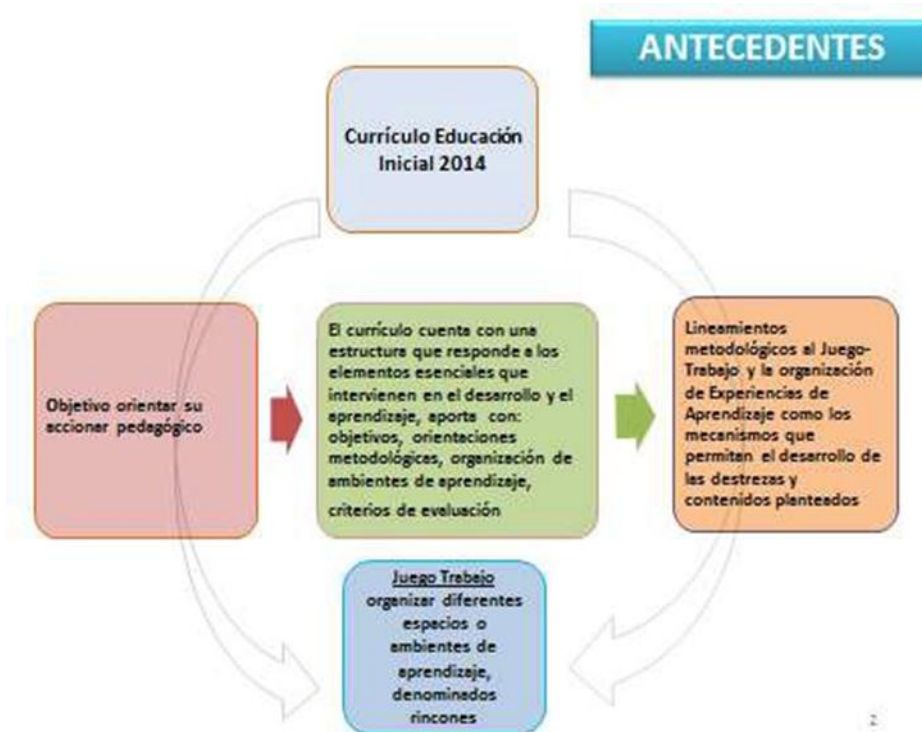 ANTECEDENTES
Currículo Educación
Inicial 2014
Objetivo orientar su
accionar pedagógico
El currículo cuenta con una
estructura que responde a los
elementos esenciales que
intervienen en el desarrollo y el
aprendizaje, aporta con:
objetivos, orientaciones
metodológicas, organización de
ambientes de aprendizaje,
criterios de evaluación
Lineamientos
metodológicos al Juego-
Trabajo y la organización
de Experiencias de
Aprendizaje como los
mecanismos que
permitan el desarrollo de
las destrezas y
contenidos planteados
Juego Trabajo
organizar diferentes
espacios o
ambientes de
aprendizaje,
denominados
rincones
2